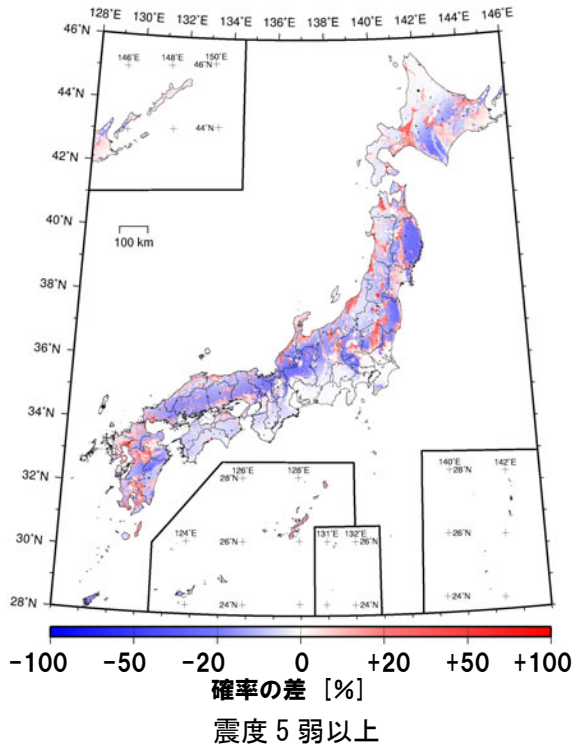 128°E 130°E 132°E 134°E 136°E 138°E 140°E 142°E 144°E 146°E
46°N
146°E 148°E 150°E
46°N
44°N
44°N
42°N
40°N
100 km
38°N
36°N
34°N
32°N
126°E 128°E
28°N
140°E 142°E
28°N
124°E
131°E 132°E
30°N
26°N
26°N
26°N
28°N
24°N
24°N
24°N
-100 -50 -20 0 +20 +50 +100
確率の差 [%]
震度5弱以上